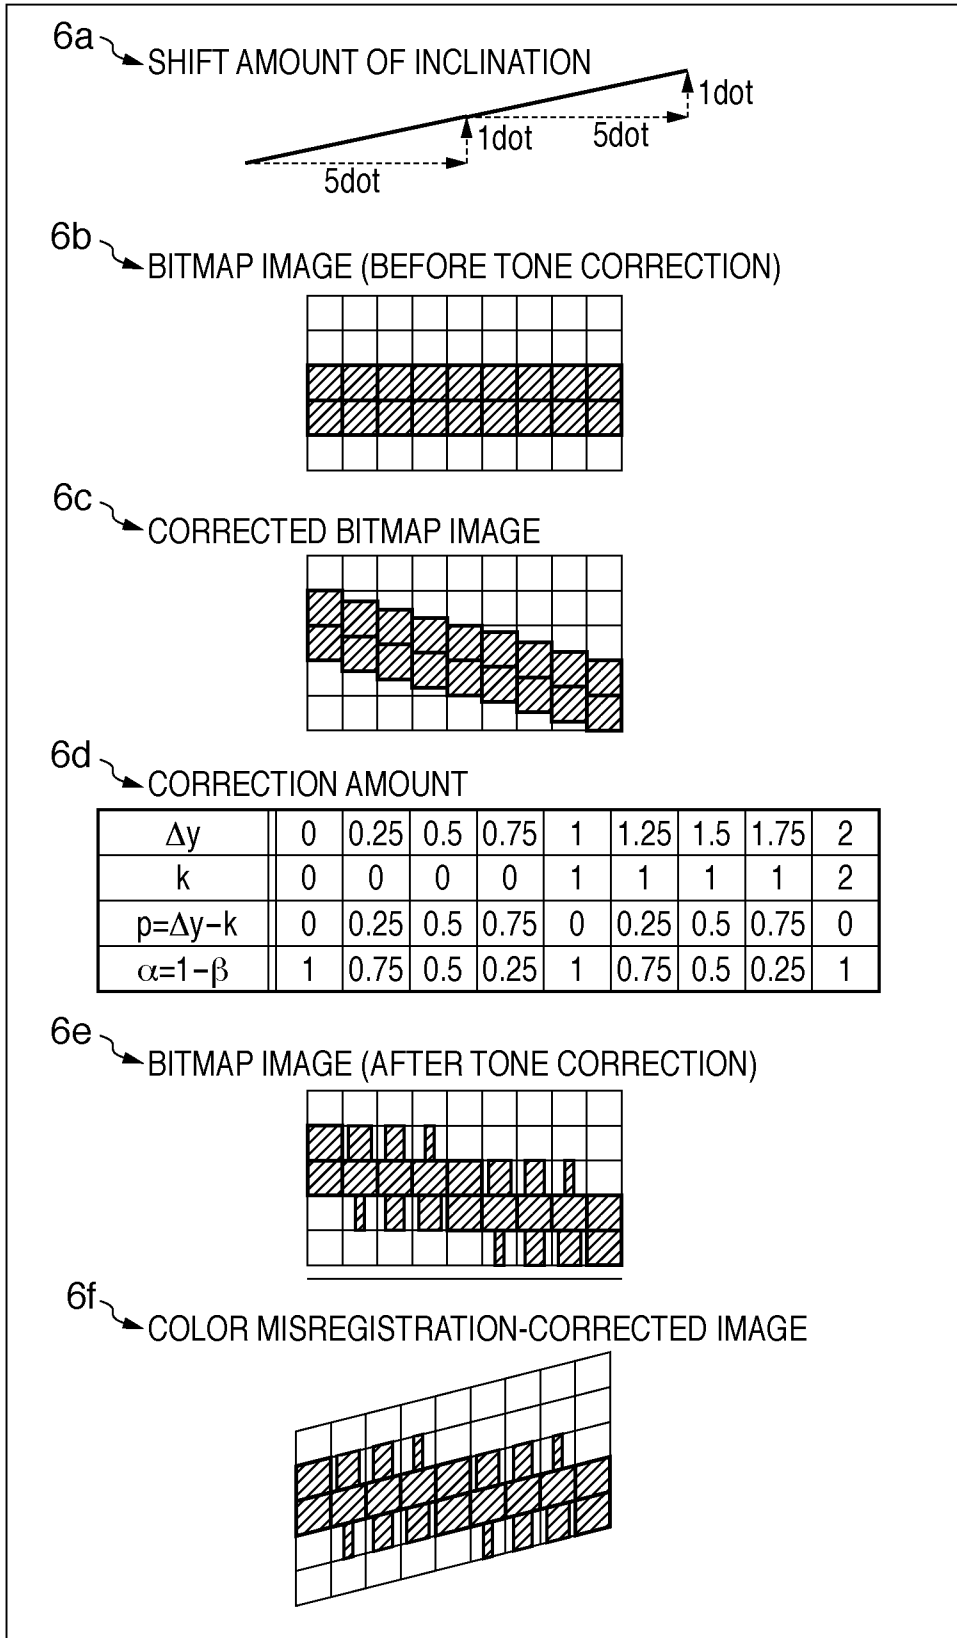 6a
SHIFT AMOUNT OF INCLINATION
1dot
1dot
5dot
5dot
6b
BITMAP IMAGE (BEFORE TONE CORRECTION)
6c
CORRECTED BITMAP IMAGE
6d
CORRECTION AMOUNT
Δy 0 0.25 0.5 0.75 1 1.25 1.5 1.75 2
k 0 0 0 0 1 1 1 1 2
p=Δy−k 0 0.25 0.5 0.75 0 0.25 0.5 0.75 0
α=1−β 1 0.75 0.5 0.25 1 0.75 0.5 0.25 1
6e
BITMAP IMAGE (AFTER TONE CORRECTION)
6f
COLOR MISREGISTRATION-CORRECTED IMAGE